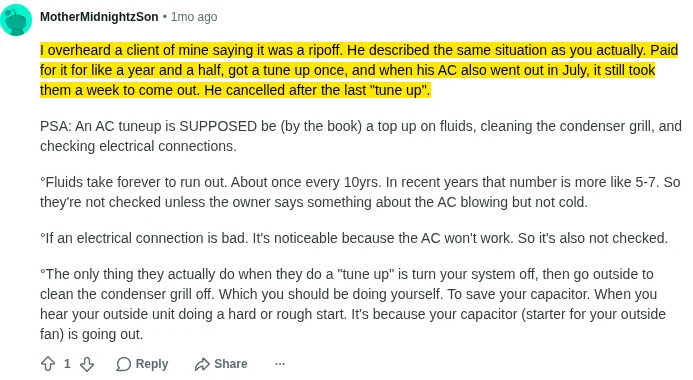 MotherMidnightzSon • 1mo ago
I overheard a client of mine saying it was a ripoff. He described the same situation as you actually. Paid
for it for like a year and a half, got a tune up once, and when his AC also went out in July, it still took
them a week to come out. He cancelled after the last "tune up".
PSA: An AC tuneup is SUPPOSED be (by the book) a top up on fluids, cleaning the condenser grill, and
checking electrical connections.
°Fluids take forever to run out. About once every 10yrs. In recent years that number is more like 5-7. So
they're not checked unless the owner says something about the AC blowing but not cold.
°If an electrical connection is bad. It's noticeable because the AC won't work. So it's also not checked.
°The only thing they actually do when they do a "tune up" is turn your system off, then go outside to
clean the condenser grill off. Which you should be doing yourself. To save your capacitor. When you
hear your outside unit doing a hard or rough start. It's because your capacitor (starter for your outside
fan) is going out.
1 Reply Share ...